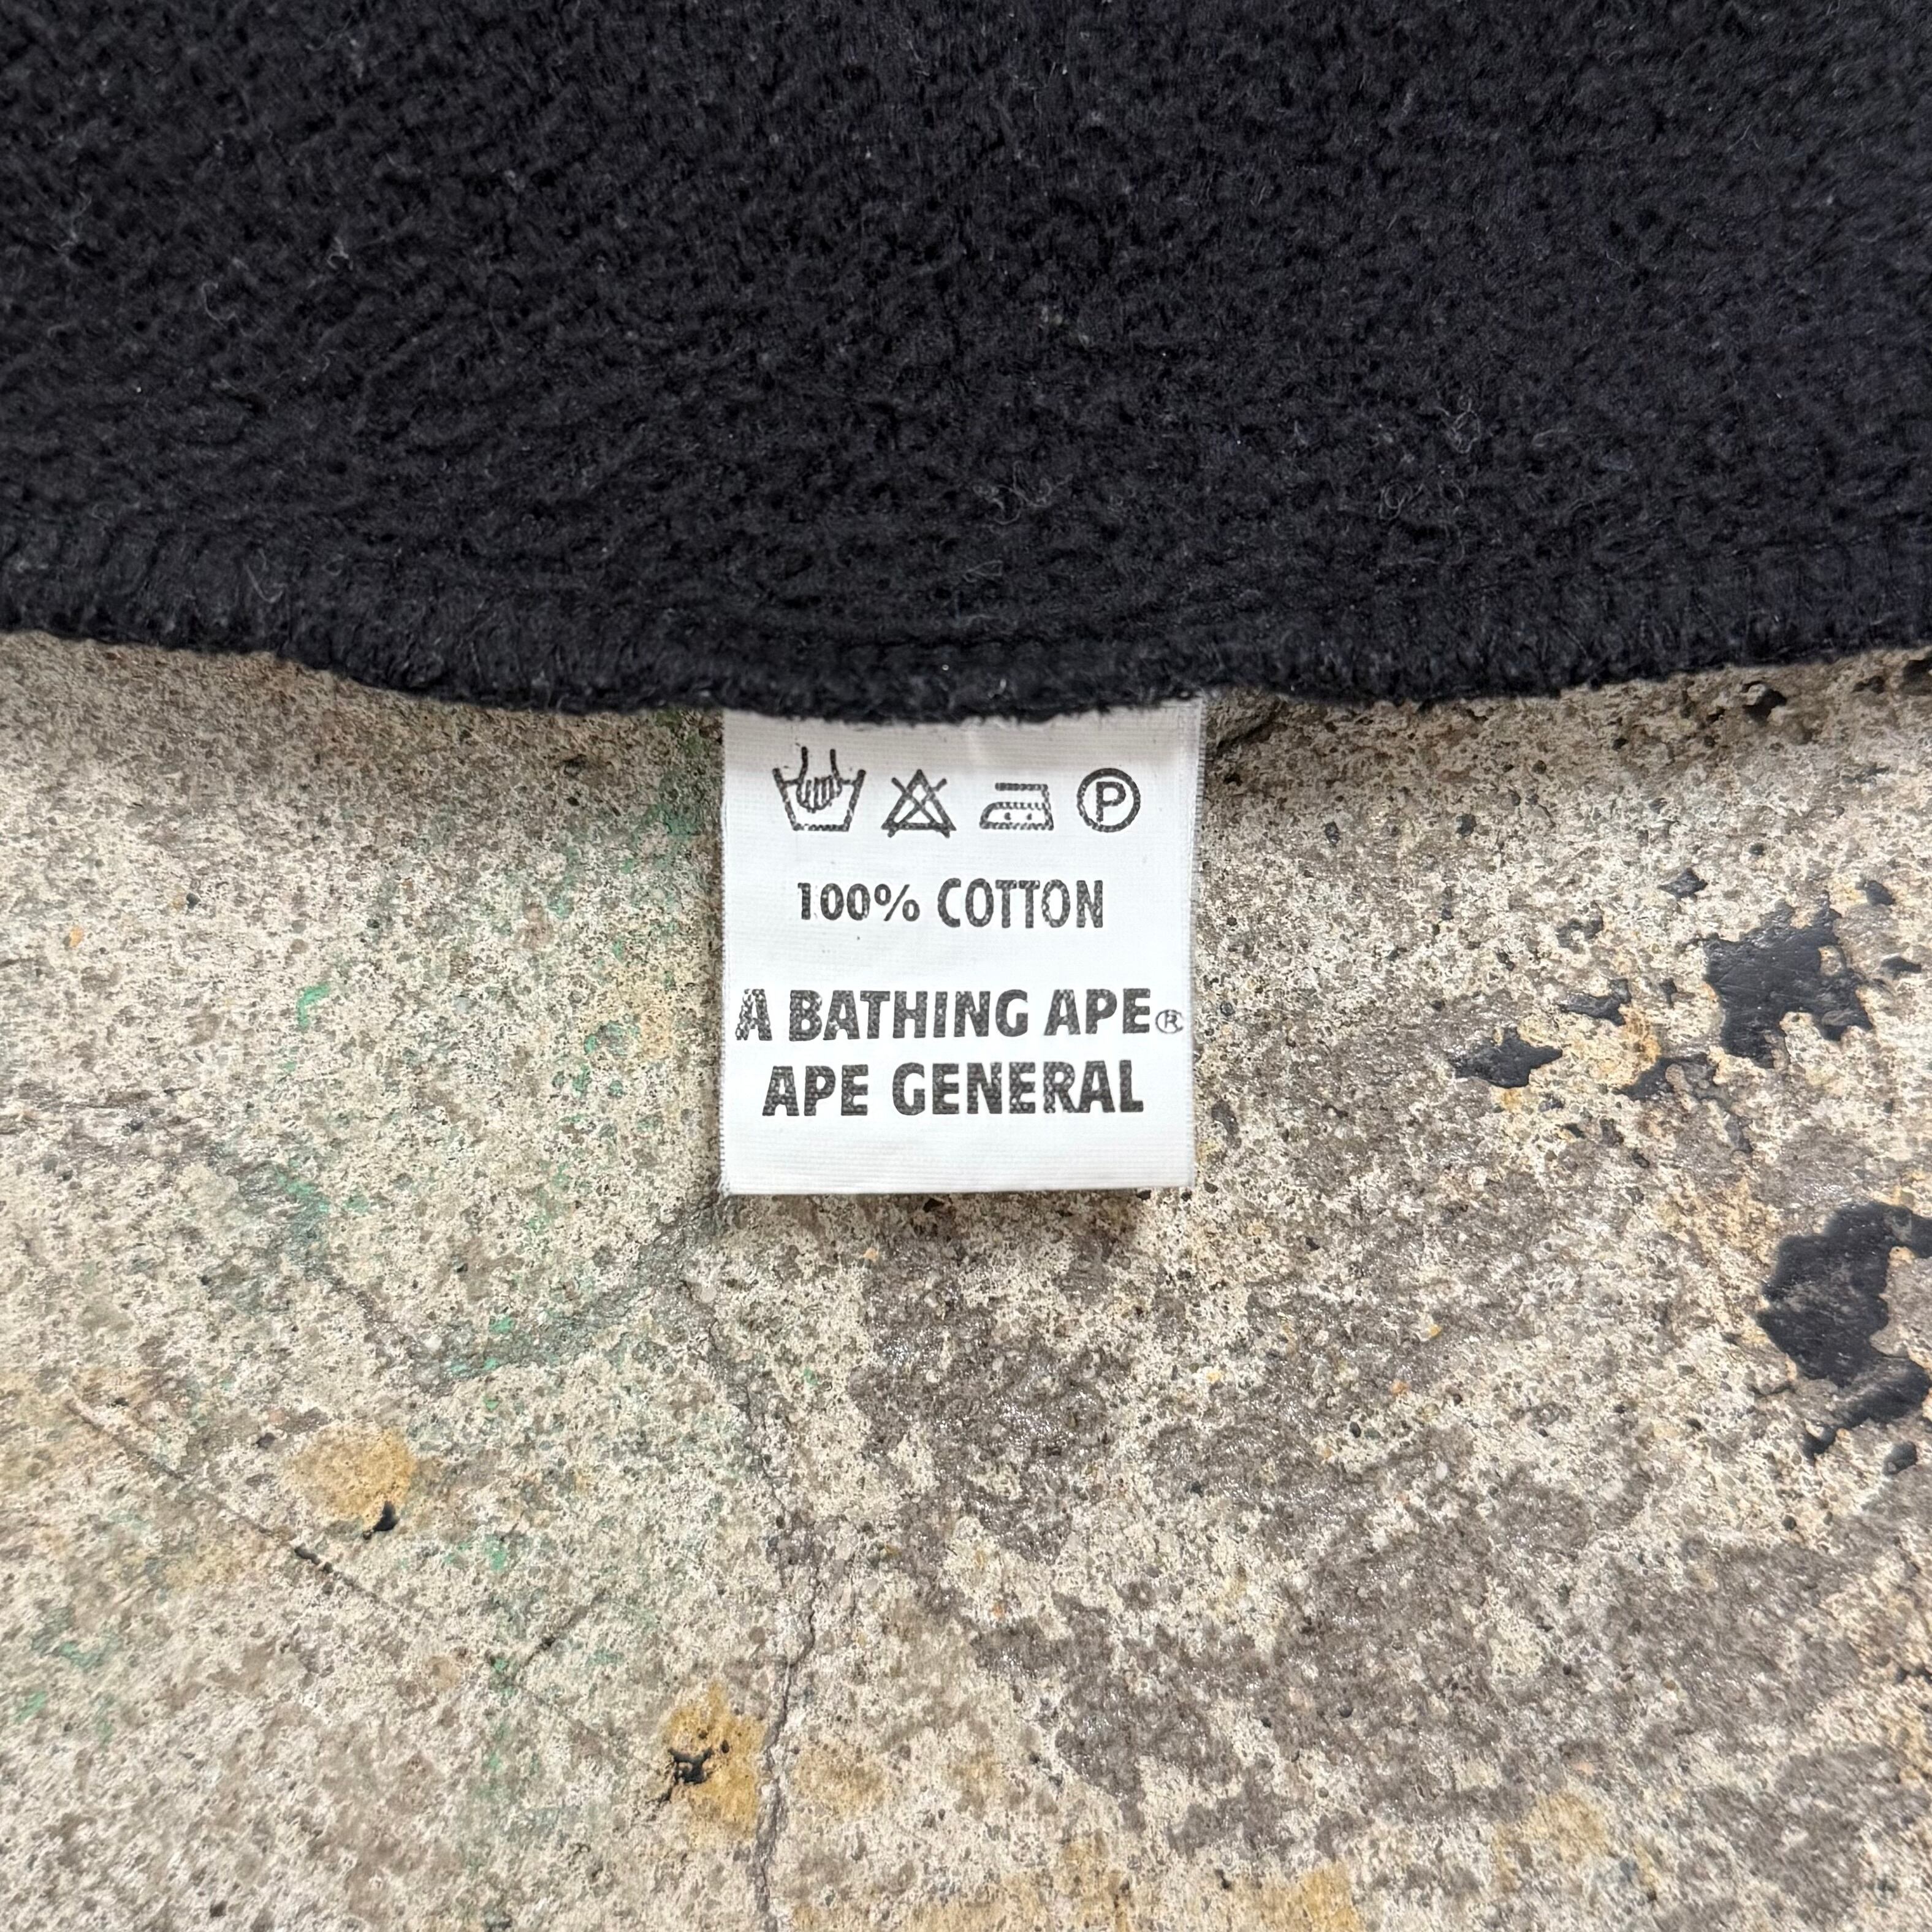 P
100% COTTON
A BATHING APE®
APE GENERAL